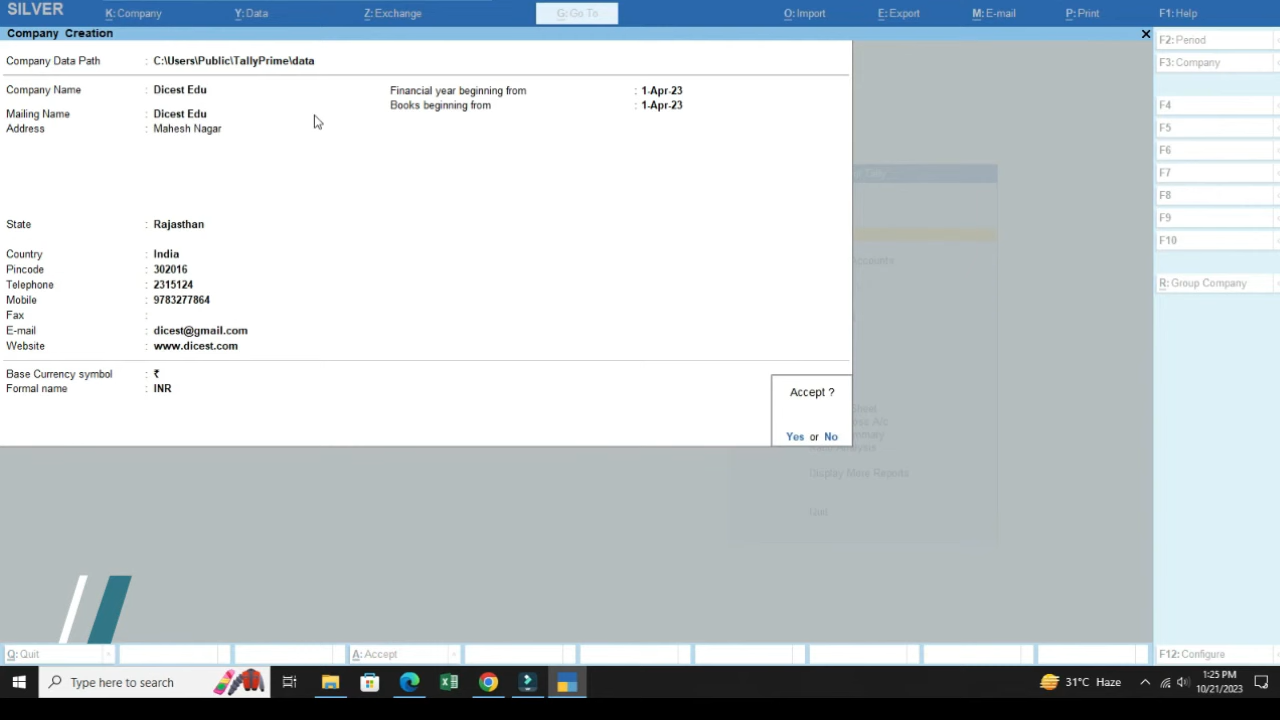 SILVER
K: Company
Y: Data
Z: Exchange
G: Go To
O: Import
E: Export
M: E-mail
P: Print
F1: Help
Company Creation
Company Data Path : C:\Users\Public\TallyPrime\data
Company Name : Dicest Edu
Financial year beginning from : 1-Apr-23
Books beginning from : 1-Apr-23
Mailing Name : Dicest Edu
Address : Mahesh Nagar
State : Rajasthan
Country : India
Pincode : 302016
Telephone : 2315124
Mobile : 9783277864
Fax :
E-mail : dicest@gmail.com
Website : www.dicest.com
Base Currency symbol : ₹
Formal name : INR
Accept ?
Yes or No
Display More Reports
Quit
F2: Period
F3: Company
F4
F5
F6
F7
F8
F9
F10
R: Group Company
Q: Quit
A: Accept
F12: Configure
Type here to search
31°C Haze
1:25 PM
10/21/2023